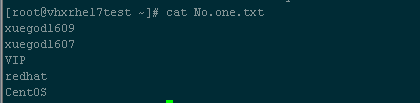 [root@vhxrhel7test ~]# cat No.one.txt
xuegod1609
xuegod1607
VIP
redhat
CentOS